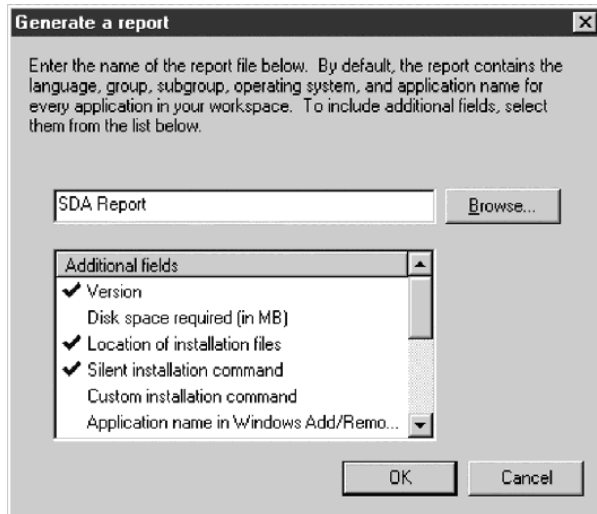 Generate a report
Enter the name of the report file below. By default, the report contains the
language, group, subgroup, operating system, and application name for
every application in your workspace. To include additional fields, select
them from the list below.
SDA Report
Browse...
Additional fields
Version
Disk space required (in MB)
Location of installation files
Silent installation command
Custom installation command
Application name in Windows Add/Remo...
OK
Cancel